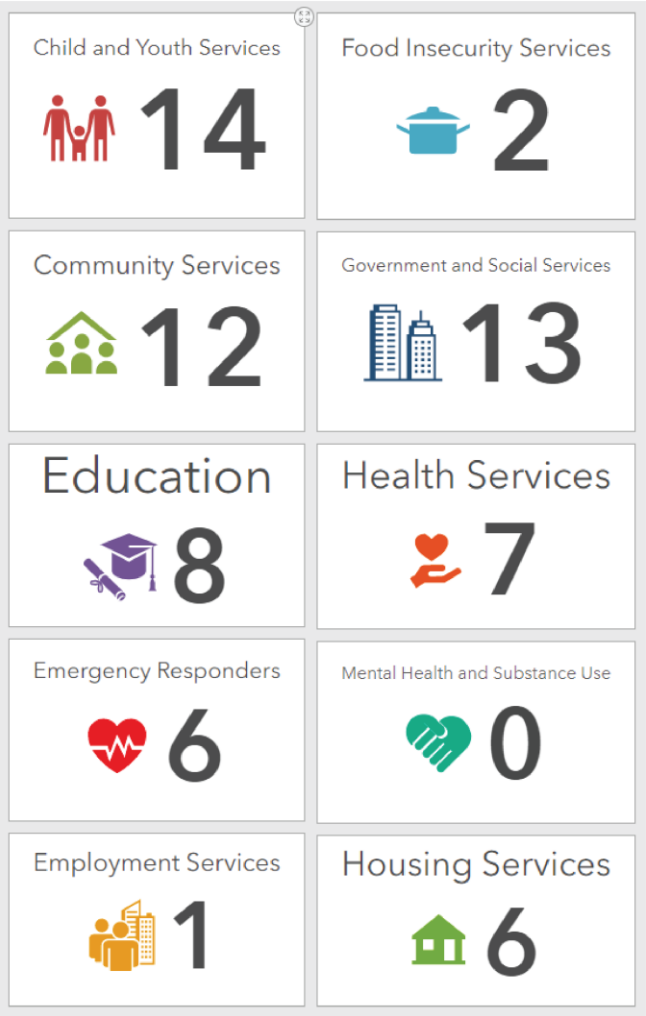 Child and Youth Services
14
Food Insecurity Services
2
Community Services
12
Government and Social Services
13
Education
8
Health Services
7
Emergency Responders
6
Mental Health and Substance Use
0
Employment Services
1
Housing Services
6